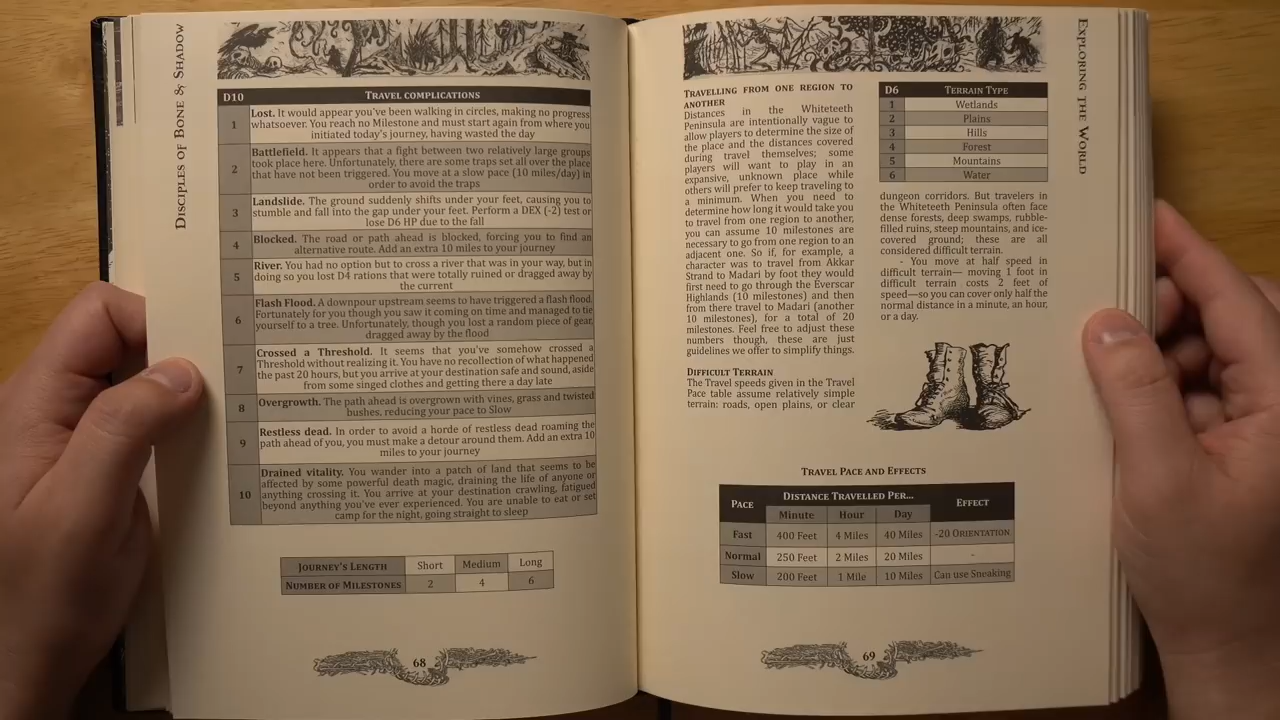 DISCIPLES OF BONE & SHADOW
D10 TRAVEL COMPLICATIONS
1 Lost. It would appear you've been walking in circles, making no progress
whatsoever. You reach no Milestone and must start again from where you
initiated today's journey, having wasted the day
2 Battlefield. It appears that a fight between two relatively large groups
took place here. Unfortunately, there are some traps set all over the place
that have not been triggered. You move at a slow pace (10 miles/day) in
order to avoid the traps
3 Landslide. The ground suddenly shifts under your feet, causing you to
stumble and fall into the gap under your feet. Perform a DEX (-2) test or
lose D6 HP due to the fall
4 Blocked. The road or path ahead is blocked, forcing you to find an
alternative route. Add an extra 10 miles to your journey
5 River. You had no option but to cross a river that was in your way, but in
doing so you lost D4 rations that were totally ruined or dragged away by
the current
6 Flash Flood. A downpour upstream seems to have triggered a flash flood.
Fortunately for you though you saw it coming on time and managed to tie
yourself to a tree. Unfortunately, though you lost a random piece of gear,
dragged away by the flood
7 Crossed a Threshold. It seems that you've somehow crossed a
Threshold without realizing it. You have no recollection of what happened
the past 20 hours, but you arrive at your destination safe and sound, aside
from some singed clothes and getting there a day late
8 Overgrowth. The path ahead is overgrown with vines, grass and twisted
bushes, reducing your pace to Slow
9 Restless dead. In order to avoid a horde of restless dead roaming the
path ahead of you, you must make a detour around them. Add an extra 10
miles to your journey
10 Drained vitality. You wander into a patch of land that seems to be
affected by some powerful death magic, draining the life of anyone or
anything crossing it. You arrive at your destination crawling, fatigued
beyond anything you've ever experienced. You are unable to eat or set
camp for the night, going straight to sleep
JOURNEY'S LENGTH Short Medium Long
NUMBER OF MILESTONES 2 4 6
68
TRAVELLING FROM ONE REGION TO
ANOTHER
Distances in the Whiteteeth
Peninsula are intentionally vague to
allow players to determine the size of
the place and the distances covered
during travel themselves; some
players will want to play in an
expansive, unknown place while
others will prefer to keep traveling to
a minimum. When you need to
determine how long it would take you
to travel from one region to another,
you can assume 10 milestones are
necessary to go from one region to an
adjacent one. So if, for example, a
character was to travel from Akkar
Strand to Madari by foot they would
first need to go through the Everscar
Highlands (10 milestones) and then
from there travel to Madari (another
10 milestones), for a total of 20
milestones. Feel free to adjust these
numbers though, these are just
guidelines we offer to simplify things.
DIFFICULT TERRAIN
The Travel speeds given in the Travel
Pace table assume relatively simple
terrain: roads, open plains, or clear
D6 TERRAIN TYPE
1 Wetlands
2 Plains
3 Hills
4 Forest
5 Mountains
6 Water
dungeon corridors. But travelers in
the Whiteteeth Peninsula often face
dense forests, deep swamps, rubble-
filled ruins, steep mountains, and ice-
covered ground; these are all
considered difficult terrain.
- You move at half speed in
difficult terrain— moving 1 foot in
difficult terrain costs 2 feet of
speed—so you can cover only half the
normal distance in a minute, an hour,
or a day.
TRAVEL PACE AND EFFECTS
PACE DISTANCE TRAVELLED PER... EFFECT
Minute Hour Day
Fast 400 Feet 4 Miles 40 Miles -20 ORIENTATION
Normal 250 Feet 2 Miles 20 Miles -
Slow 200 Feet 1 Mile 10 Miles Can use Sneaking
69
EXPLORING THE WORLD